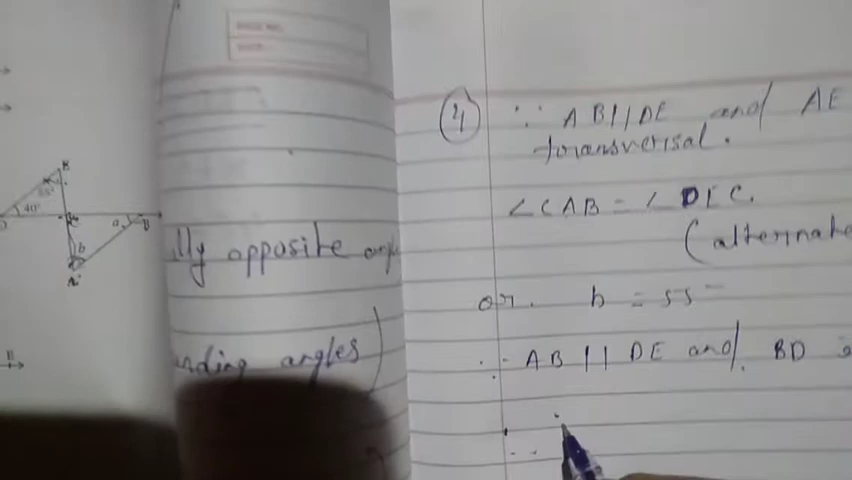 lly opposite
nding angles)
(4) ∵ AB || DE and AE
transversal.
∠CAB = ∠DEC.
(alternate
or. b = 55°
∵ AB || DE and BD
40°
a
b
B